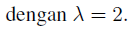 dengan λ = 2.